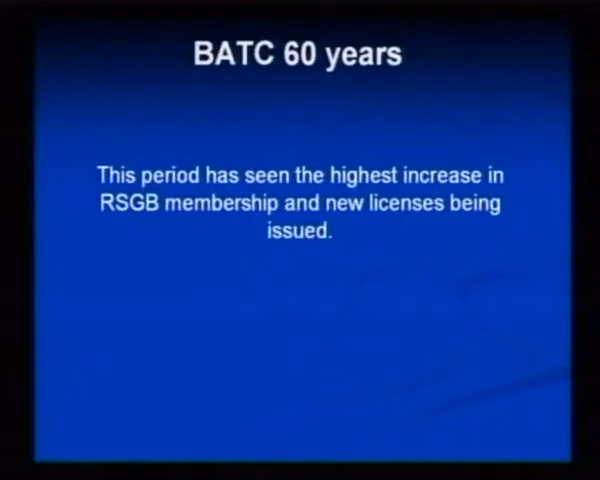 BATC 60 years
This period has seen the highest increase in
RSGB membership and new licenses being
issued.